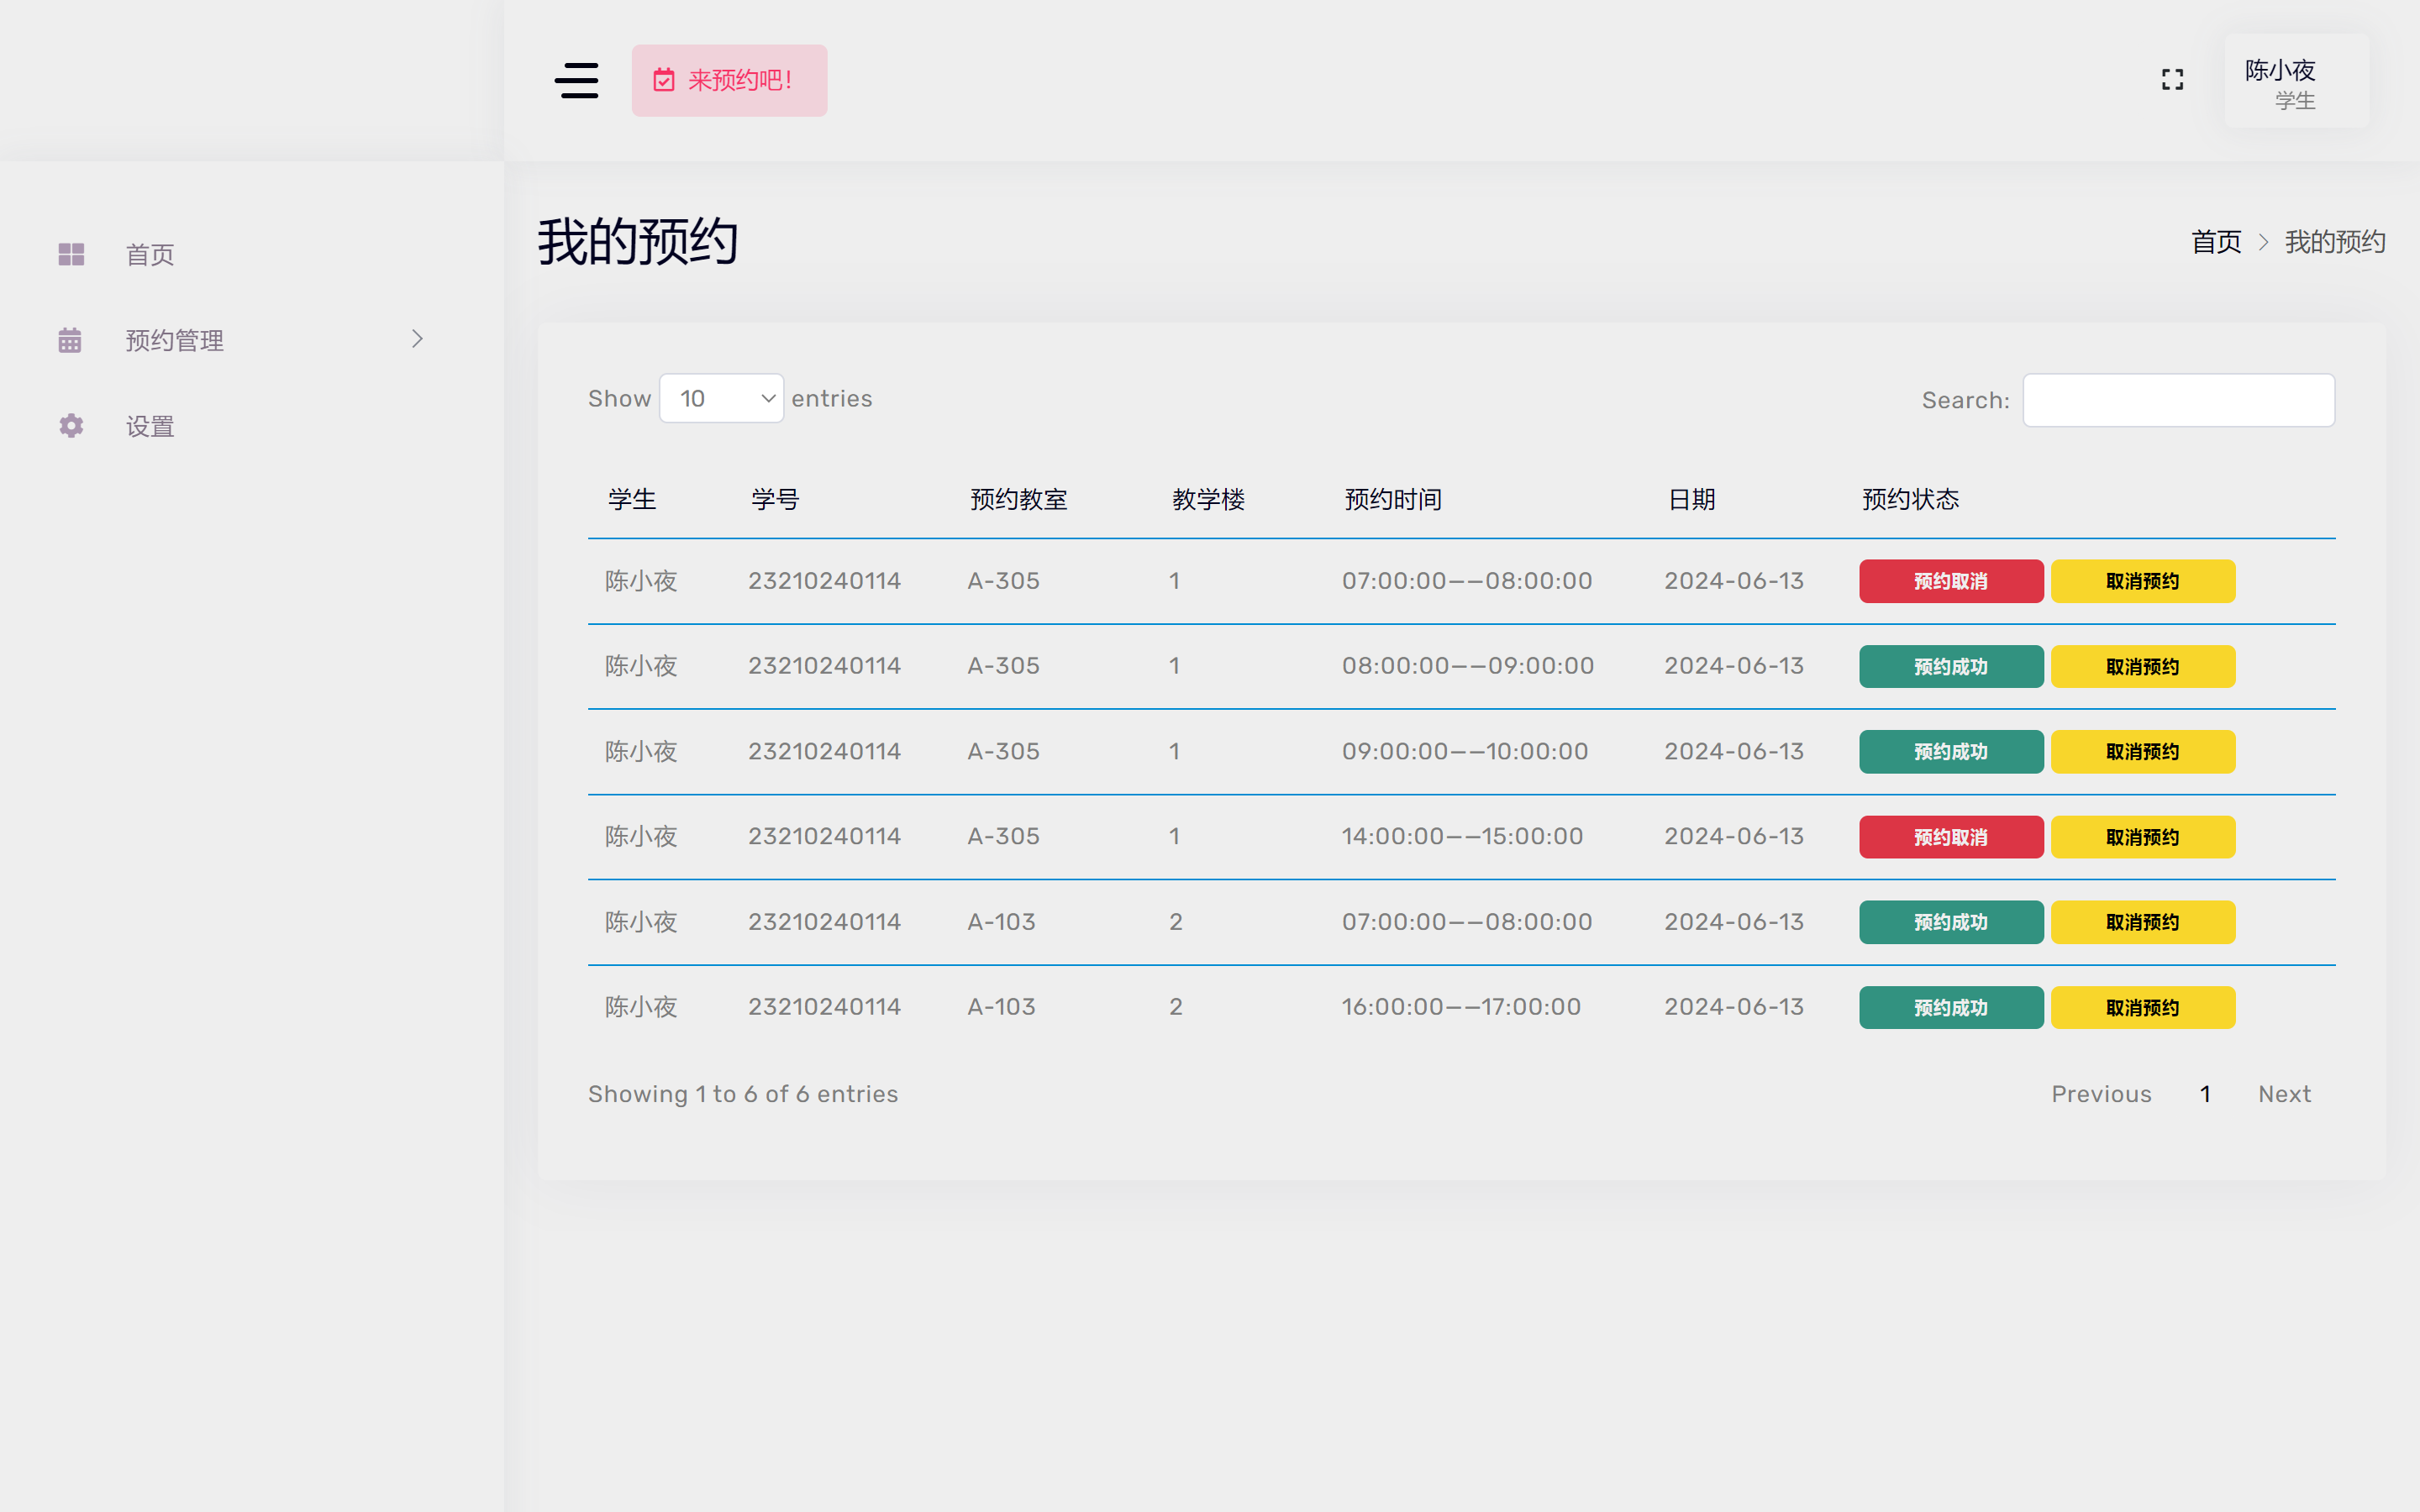 来预约吧!
陈小夜
学生
首页
预约管理
设置
我的预约
首页 > 我的预约
Show 10 entries
Search:
学生 学号 预约教室 教学楼 预约时间 日期 预约状态
陈小夜 23210240114 A-305 1 07:00:00——08:00:00 2024-06-13 预约取消 取消预约
陈小夜 23210240114 A-305 1 08:00:00——09:00:00 2024-06-13 预约成功 取消预约
陈小夜 23210240114 A-305 1 09:00:00——10:00:00 2024-06-13 预约成功 取消预约
陈小夜 23210240114 A-305 1 14:00:00——15:00:00 2024-06-13 预约取消 取消预约
陈小夜 23210240114 A-103 2 07:00:00——08:00:00 2024-06-13 预约成功 取消预约
陈小夜 23210240114 A-103 2 16:00:00——17:00:00 2024-06-13 预约成功 取消预约
Showing 1 to 6 of 6 entries
Previous 1 Next